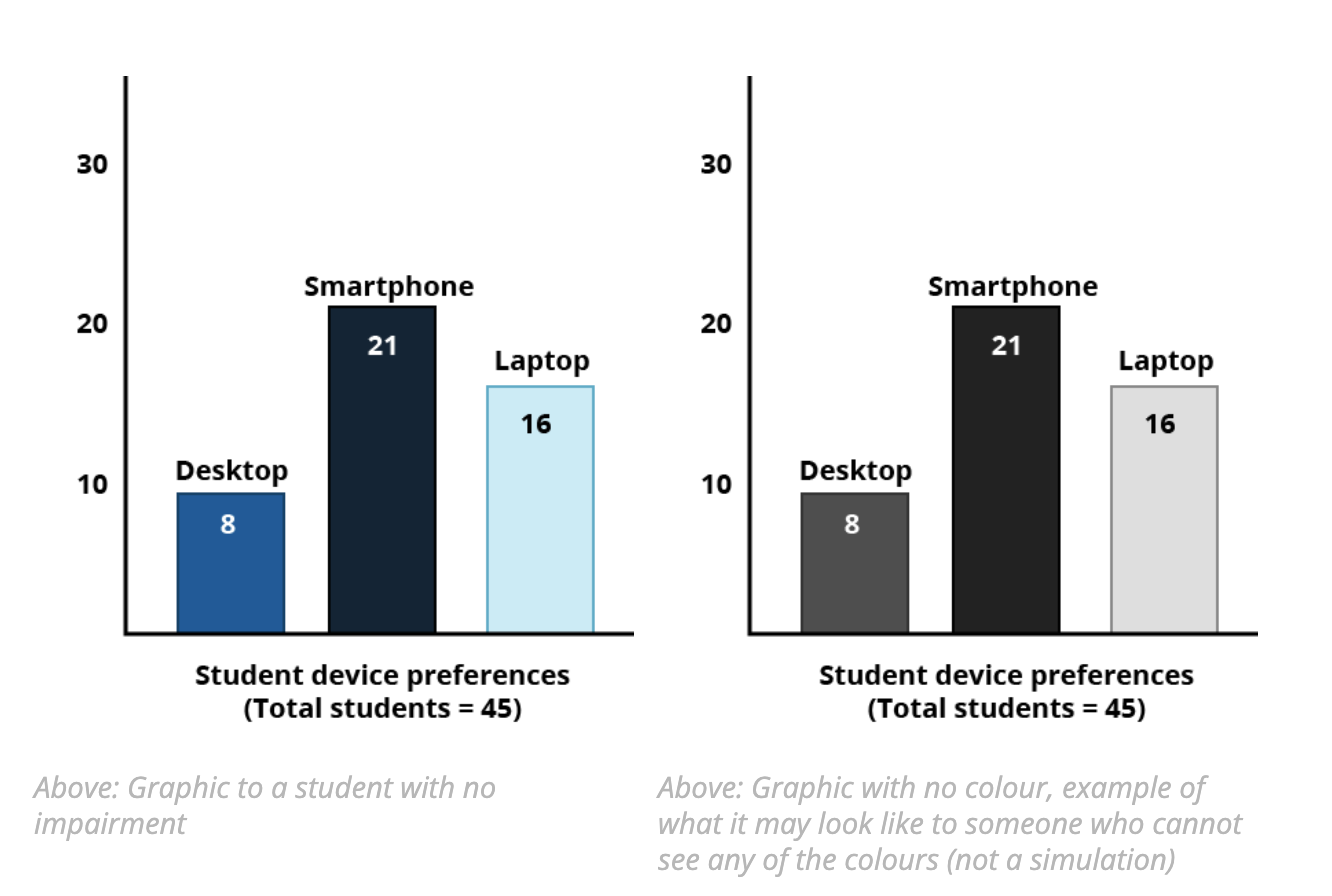 30
20
10
Smartphone
21
Laptop
16
Desktop
8
Student device preferences
(Total students = 45)
Above: Graphic to a student with no
impairment
30
20
10
Smartphone
21
Laptop
16
Desktop
8
Student device preferences
(Total students = 45)
Above: Graphic with no colour, example of
what it may look like to someone who cannot
see any of the colours (not a simulation)